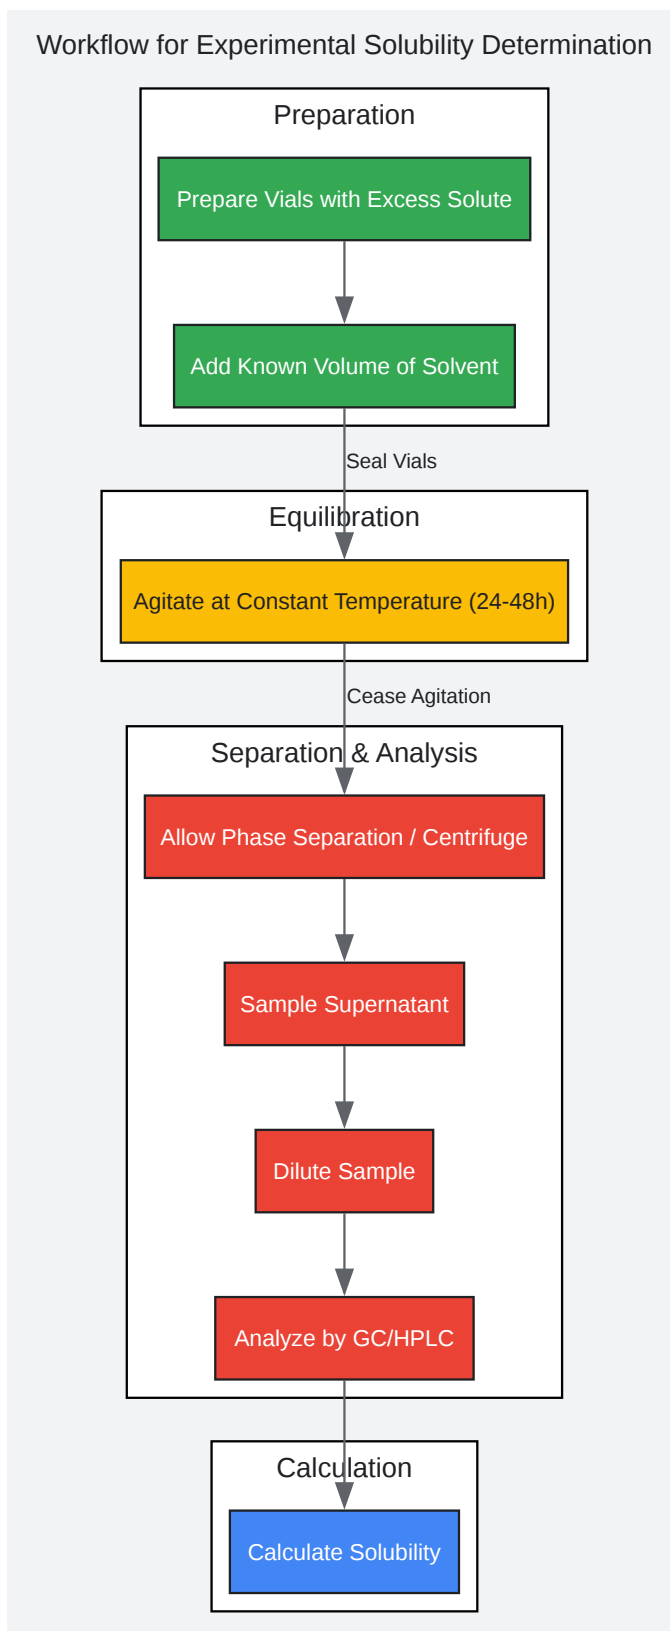 Workflow for Experimental Solubility Determination
Preparation
Prepare Vials with Excess Solute
Add Known Volume of Solvent
Seal Vials
Equilibration
Agitate at Constant Temperature (24-48h)
Cease Agitation
Separation & Analysis
Allow Phase Separation / Centrifuge
Sample Supernatant
Dilute Sample
Analyze by GC/HPLC
Calculation
Calculate Solubility